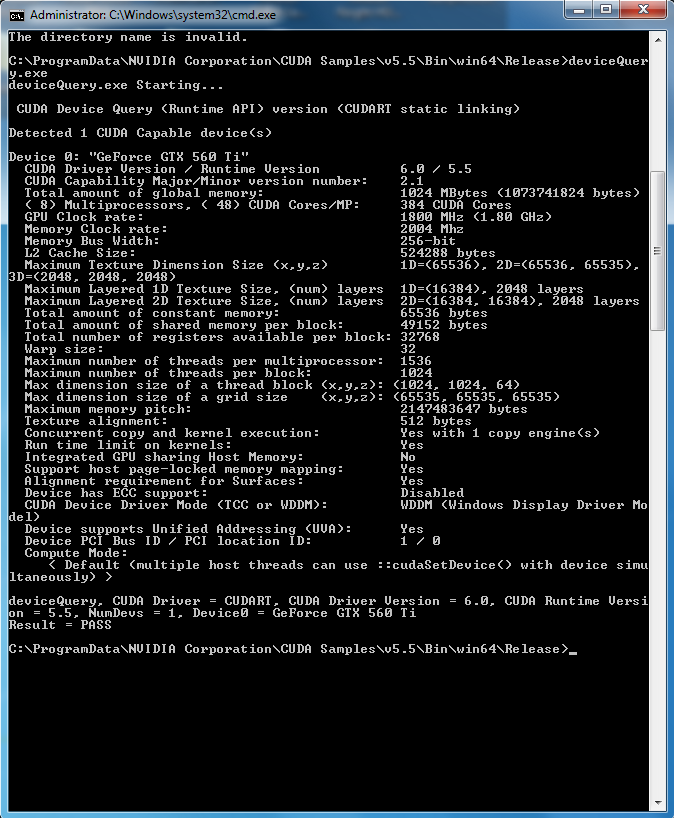 Administrator: C:\Windows\system32\cmd.exe
The directory name is invalid.
C:\ProgramData\NVIDIA Corporation\CUDA Samples\v5.5\Bin\win64\Release>deviceQuer
y.exe
deviceQuery.exe Starting...
CUDA Device Query (Runtime API) version (CUDART static linking)
Detected 1 CUDA Capable device(s)
Device 0: "GeForce GTX 560 Ti"
CUDA Driver Version / Runtime Version 6.0 / 5.5
CUDA Capability Major/Minor version number: 2.1
Total amount of global memory: 1024 MBytes (1073741824 bytes)
( 8) Multiprocessors, ( 48) CUDA Cores/MP: 384 CUDA Cores
GPU Clock rate: 1800 MHz (1.80 GHz)
Memory Clock rate: 2004 Mhz
Memory Bus Width: 256-bit
L2 Cache Size: 524288 bytes
Maximum Texture Dimension Size (x,y,z) 1D=(65536), 2D=(65536, 65535),
3D=(2048, 2048, 2048)
Maximum Layered 1D Texture Size, (num) layers 1D=(16384), 2048 layers
Maximum Layered 2D Texture Size, (num) layers 2D=(16384, 16384), 2048 layers
Total amount of constant memory: 65536 bytes
Total amount of shared memory per block: 49152 bytes
Total number of registers available per block: 32768
Warp size: 32
Maximum number of threads per multiprocessor: 1536
Maximum number of threads per block: 1024
Max dimension size of a thread block (x,y,z): (1024, 1024, 64)
Max dimension size of a grid size (x,y,z): (65535, 65535, 65535)
Maximum memory pitch: 2147483647 bytes
Texture alignment: 512 bytes
Concurrent copy and kernel execution: Yes with 1 copy engine(s)
Run time limit on kernels: Yes
Integrated GPU sharing Host Memory: No
Support host page-locked memory mapping: Yes
Alignment requirement for Surfaces: Yes
Device has ECC support: Disabled
CUDA Device Driver Mode (TCC or WDDM): WDDM (Windows Display Driver Mo
del)
Device supports Unified Addressing (UVA): Yes
Device PCI Bus ID / PCI location ID: 1 / 0
Compute Mode:
< Default (multiple host threads can use ::cudaSetDevice() with device simu
ltaneously) >
deviceQuery, CUDA Driver = CUDART, CUDA Driver Version = 6.0, CUDA Runtime Versi
on = 5.5, NumDevs = 1, Device0 = GeForce GTX 560 Ti
Result = PASS
C:\ProgramData\NVIDIA Corporation\CUDA Samples\v5.5\Bin\win64\Release>_